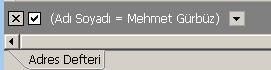 (Adı Soyadı = Mehmet Gürbüz)
Adres Defteri